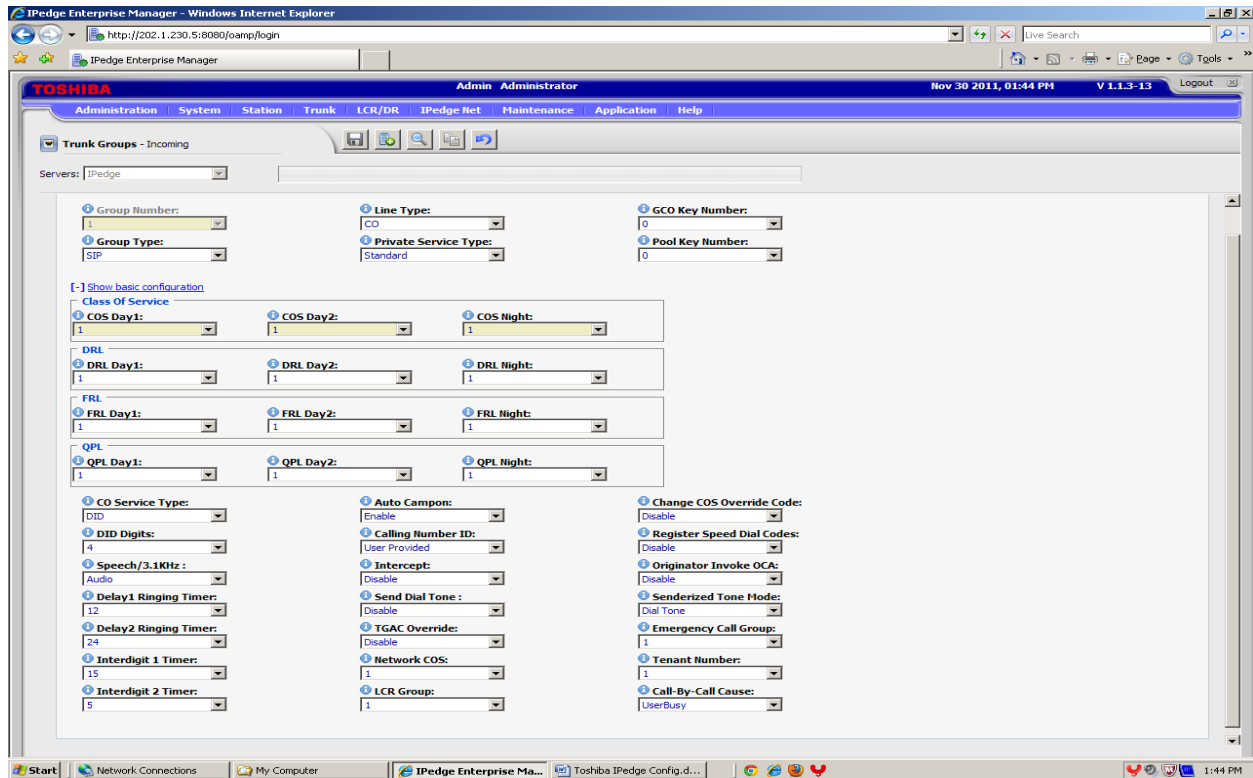 IPedge Enterprise Manager - Windows Internet Explorer
http://202.1.230.5:8080/oamp/login
Live Search
IPedge Enterprise Manager
Page
Tools
TOSHIBA
Admin Administrator
Nov 30 2011, 01:44 PM
V 1.1.3-13
Logout
Administration System Station Trunk LCR/DR IPedge Net Maintenance Application Help
Trunk Groups - Incoming
Servers: IPedge
Group Number: Line Type: GCO Key Number:
1 CO 0
Group Type: Private Service Type: Pool Key Number:
SIP Standard 0
[-] Show basic configuration
Class Of Service
COS Day1: COS Day2: COS Night:
1 1 1
DRL
DRL Day1: DRL Day2: DRL Night:
1 1 1
FRL
FRL Day1: FRL Day2: FRL Night:
1 1 1
QPL
QPL Day1: QPL Day2: QPL Night:
1 1 1
CO Service Type: Auto Campon: Change COS Override Code:
DID Enable Disable
DID Digits: Calling Number ID: Register Speed Dial Codes:
4 User Provided Disable
Speech/3.1KHz : Intercept: Originator Invoke OCA:
Audio Disable Disable
Delay1 Ringing Timer: Send Dial Tone : Senderized Tone Mode:
12 Disable Dial Tone
Delay2 Ringing Timer: TGAC Override: Emergency Call Group:
24 Disable 1
Interdigit 1 Timer: Network COS: Tenant Number:
15 1 1
Interdigit 2 Timer: LCR Group: Call-By-Call Cause:
5 1 UserBusy
Start Network Connections My Computer IPedge Enterprise Ma... Toshiba IPedge Config.d... 1:44 PM